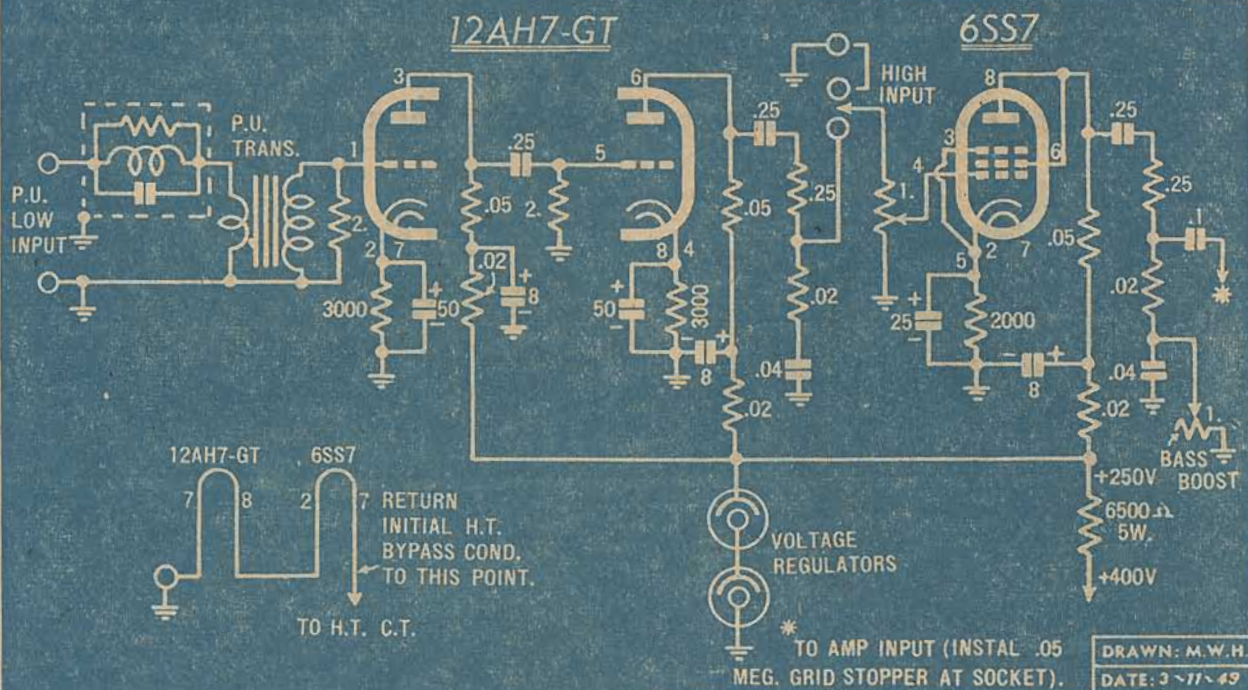 12AH7-GT
6SS7
P.U. TRANS.
P.U. LOW INPUT
HIGH INPUT
3
1
2
7
2.
3000
50
.05
.02
8
.25
2.
5
6
8
4
50
3000
8
.05
.02
.25
.25
.02
.04
1.
8
3
4
6
5
2
7
25
2000
8
.05
.02
.25
.25
.02
.04
.1
*
1.
BASS BOOST
+250V
6500Ω
5W.
+400V
12AH7-GT
6SS7
7
8
2
7
RETURN
INITIAL H.T.
BYPASS COND.
TO THIS POINT.
TO H.T. C.T.
VOLTAGE
REGULATORS
*
TO AMP INPUT (INSTAL .05
MEG. GRID STOPPER AT SOCKET).
DRAWN: M.W.H.
DATE: 3-11-49